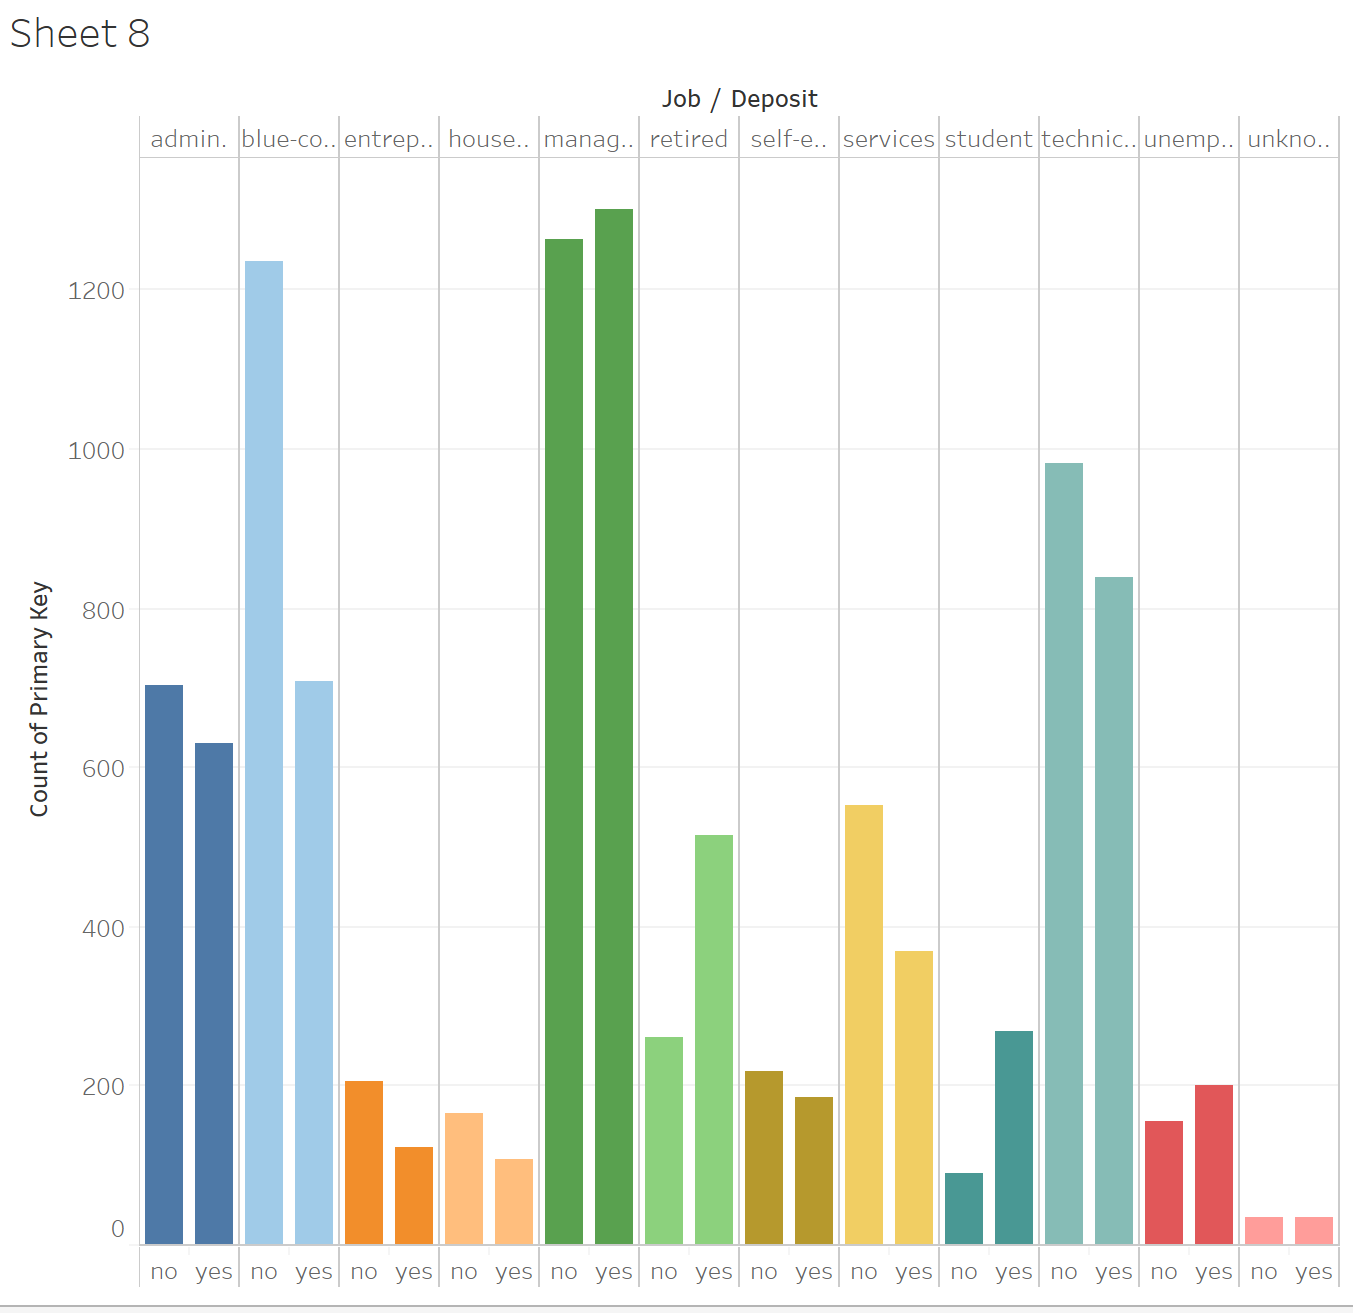 Sheet 8
Job / Deposit
admin. blue-co.. entrep.. house.. manag.. retired self-e.. services student technic.. unemp.. unkno..
1200
1000
800
600
400
200
0
Count of Primary Key
no yes no yes no yes no yes no yes no yes no yes no yes no yes no yes no yes no yes